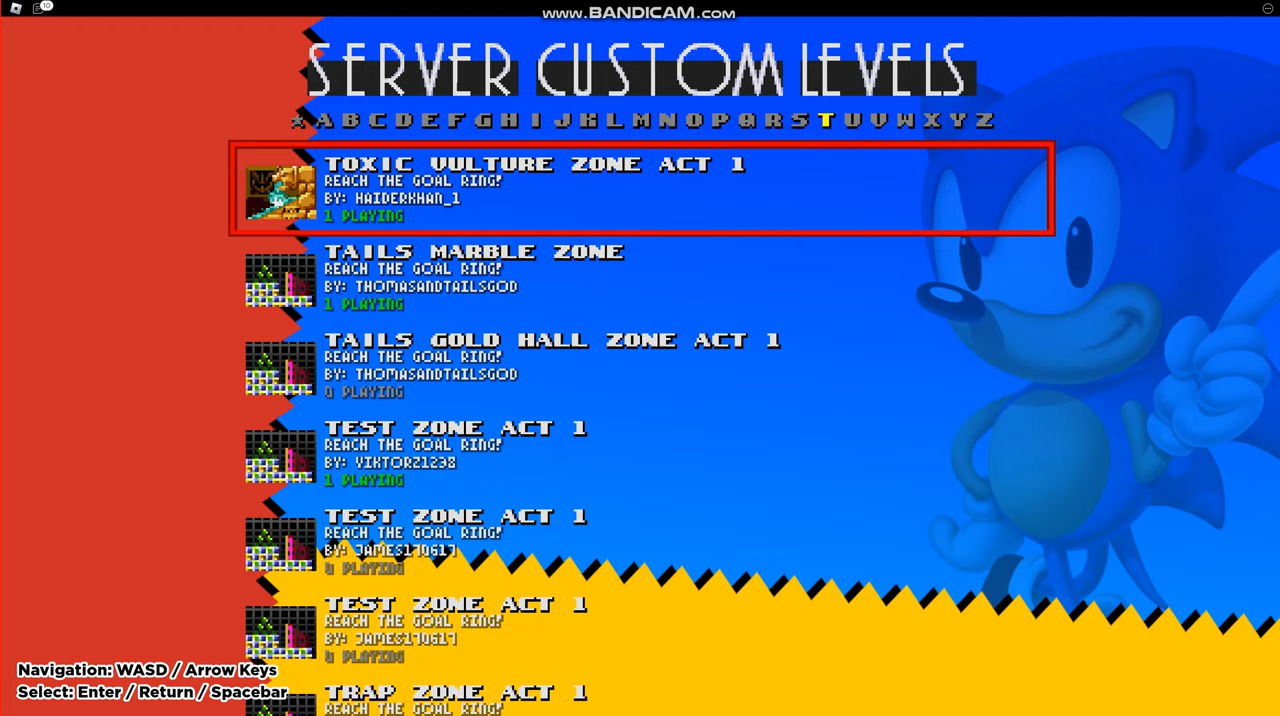 10
www.BANDICAM.com
SERVER CUSTOM LEVELS
A B C D E F G H I J K L M N O P Q R S T U V W X Y Z
TOXIC VULTURE ZONE ACT 1
REACH THE GOAL RING!
BY: HAIDERKHAN_1
1 PLAYING
TAILS MARBLE ZONE
REACH THE GOAL RING!
BY: THOMASANDTAILSGOD
1 PLAYING
TAILS GOLD HALL ZONE ACT 1
REACH THE GOAL RING!
BY: THOMASANDTAILSGOD
0 PLAYING
TEST ZONE ACT 1
REACH THE GOAL RING!
BY: VIKTOR21238
1 PLAYING
TEST ZONE ACT 1
REACH THE GOAL RING!
BY: JAMES170617
0 PLAYING
TEST ZONE ACT 1
REACH THE GOAL RING!
BY: JAMES170617
0 PLAYING
TRAP ZONE ACT 1
REACH THE GOAL RING!
Navigation: WASD / Arrow Keys
Select: Enter / Return / Spacebar